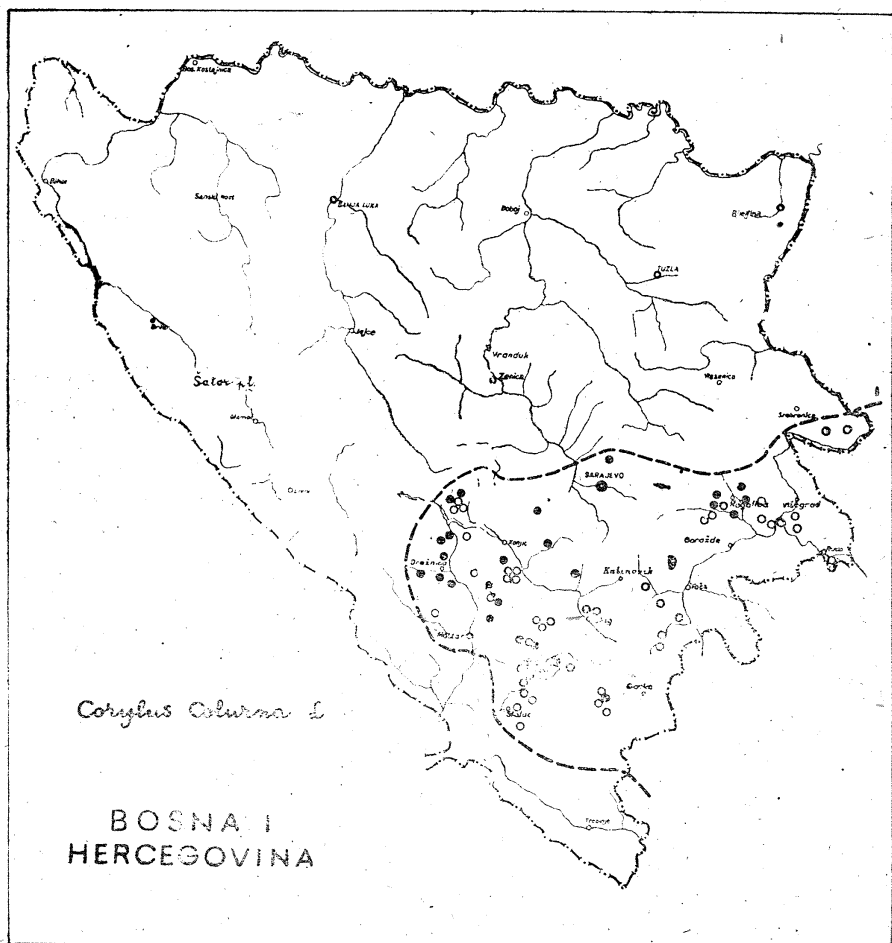 Bos. Kostajnica
Bihać
Sanski most
BANJA LUKA
Doboj
Bijeljina
TUZLA
Jajce
Vranduk
Zenica
Vlasenica
Šator pl.
Glamoč
Srebrenica
SARAJEVO
Rogatica
Višegrad
Konjic
Goražde
Drežnica
Kalinovik
Foča
Mostar
Gacko
Stolac
Corylus Colurna L
BOSNA I
HERCEGOVINA
Trebinje